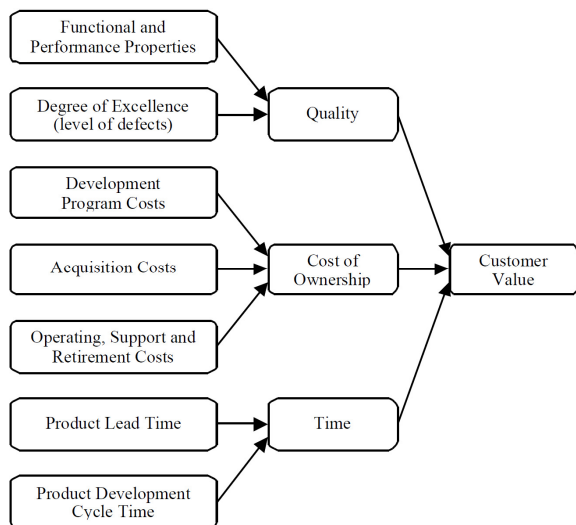 Functional and
Performance Properties
Degree of Excellence
(level of defects)
Quality
Development
Program Costs
Acquisition Costs
Cost of
Ownership
Customer
Value
Operating, Support and
Retirement Costs
Product Lead Time
Time
Product Development
Cycle Time